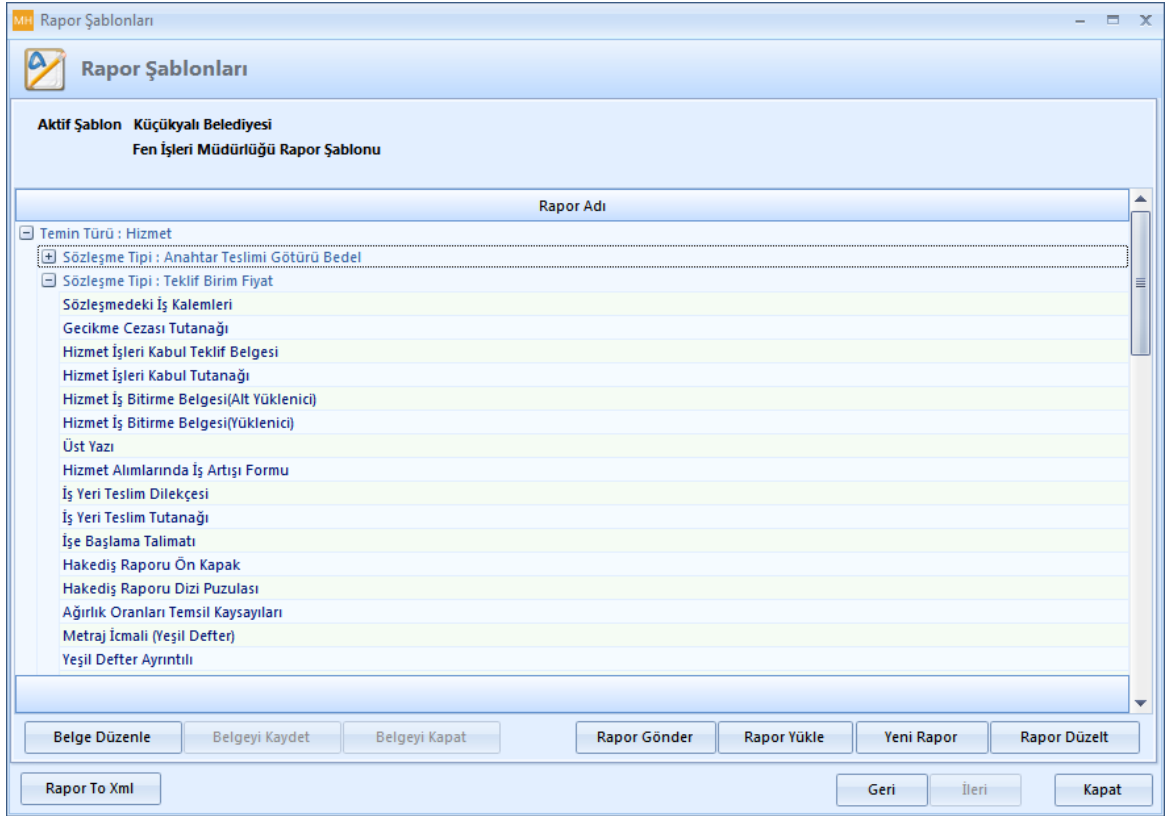 MH Rapor Şablonları
Rapor Şablonları
Aktif Şablon Küçükyalı Belediyesi
Fen İşleri Müdürlüğü Rapor Şablonu
Rapor Adı
Temin Türü : Hizmet
Sözleşme Tipi : Anahtar Teslimi Götürü Bedel
Sözleşme Tipi : Teklif Birim Fiyat
Sözleşmedeki İş Kalemleri
Gecikme Cezası Tutanağı
Hizmet İşleri Kabul Teklif Belgesi
Hizmet İşleri Kabul Tutanağı
Hizmet İş Bitirme Belgesi(Alt Yüklenici)
Hizmet İş Bitirme Belgesi(Yüklenici)
Üst Yazı
Hizmet Alımlarında İş Artışı Formu
İş Yeri Teslim Dilekçesi
İş Yeri Teslim Tutanağı
İşe Başlama Talimatı
Hakediş Raporu Ön Kapak
Hakediş Raporu Dizi Puzulası
Ağırlık Oranları Temsil Kaysayıları
Metraj İcmali (Yeşil Defter)
Yeşil Defter Ayrıntılı
Belge Düzenle Belgeyi Kaydet Belgeyi Kapat Rapor Gönder Rapor Yükle Yeni Rapor Rapor Düzelt
Rapor To Xml Geri İleri Kapat